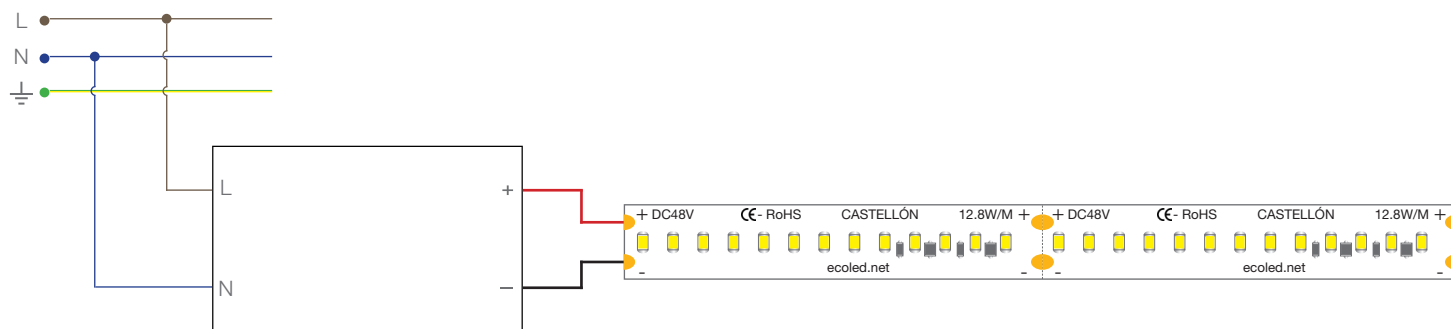 L
N
L +
N –
+ DC48V CE - RoHS CASTELLÓN 12.8W/M + + DC48V CE - RoHS CASTELLÓN 12.8W/M +
- ecoled.net - - ecoled.net -